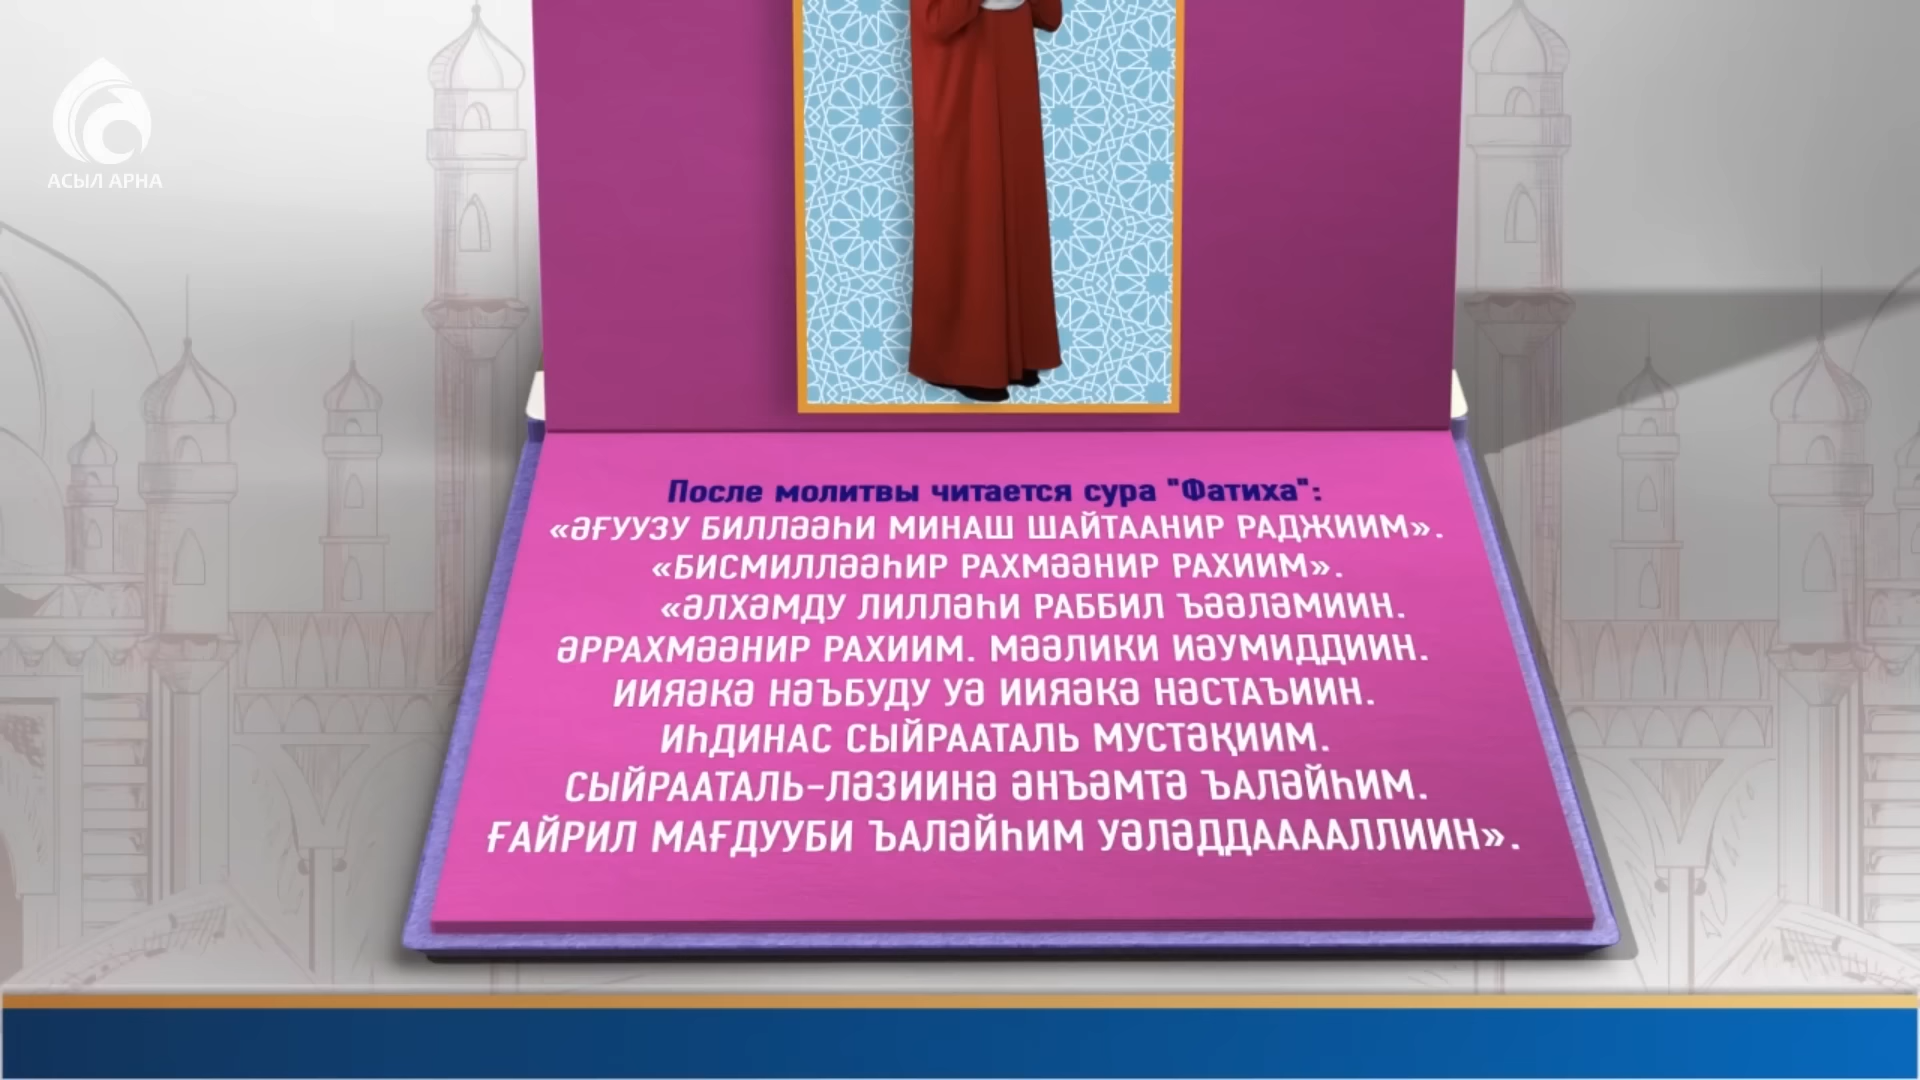 АСЫЛ АРНА
После молитвы читается сура "Фатиха":
«ӘҒУУЗУ БИЛЛӘӘҺИ МИНАШ ШАЙТААНИР РАДЖИИМ».
«БИСМИЛЛӘӘҺИР РАХМӘӘНИР РАХИИМ».
«ӘЛХӘМДУ ЛИЛЛӘҺИ РАББИЛ ЪӘӘЛӘМИИН.
ӘРРАХМӘӘНИР РАХИИМ. МӘӘЛИКИ ИӘУМИДДИИН.
ИИЯӘКӘ НӘЪБУДУ УӘ ИИЯӘКӘ НӘСТАЪИИН.
ИҺДИНАС СЫЙРААТАЛЬ МУСТӘҚИИМ.
СЫЙРААТАЛЬ-ЛӘЗИИНӘ ӘНЪӘМТӘ ЪАЛӘЙҺИМ.
ҒАЙРИЛ МАҒДУУБИ ЪАЛӘЙҺИМ УӘЛӘДДААААЛЛИИН».